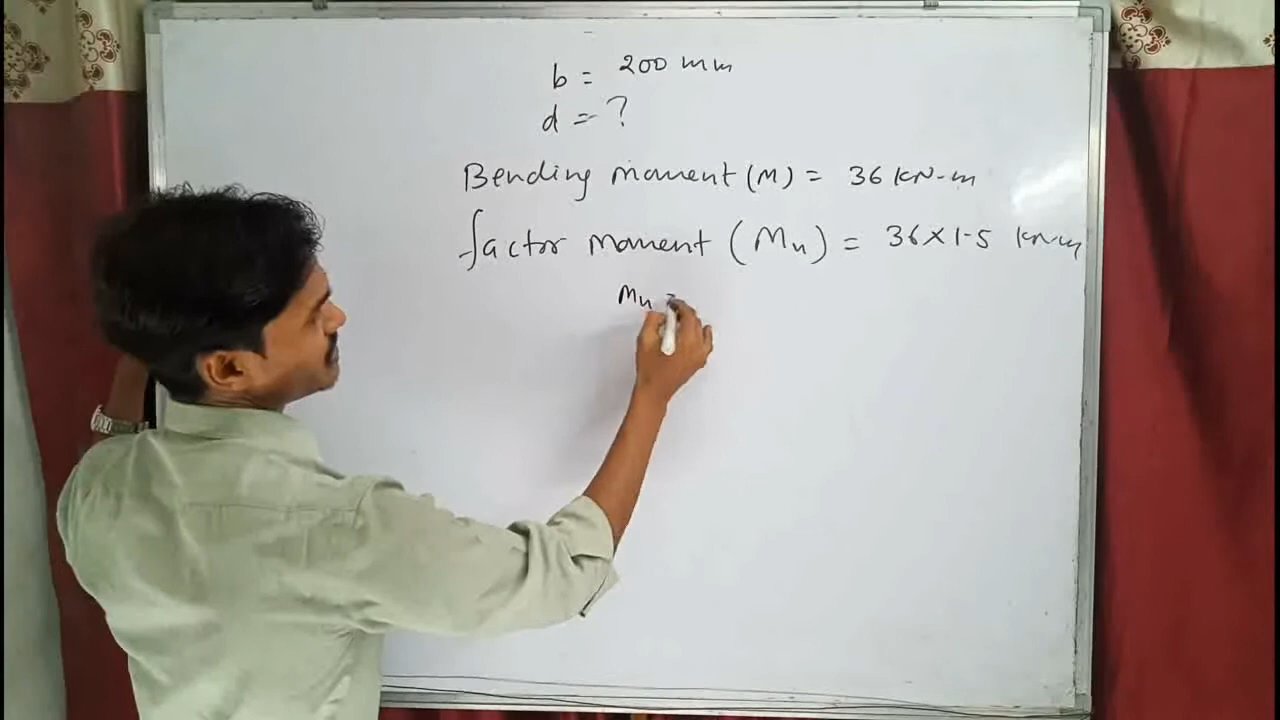 b = 200 mm
d = ?
Bending moment (M) = 36 kN-m
factor moment (Mu) = 36 x 1.5 kN-m
Mu =